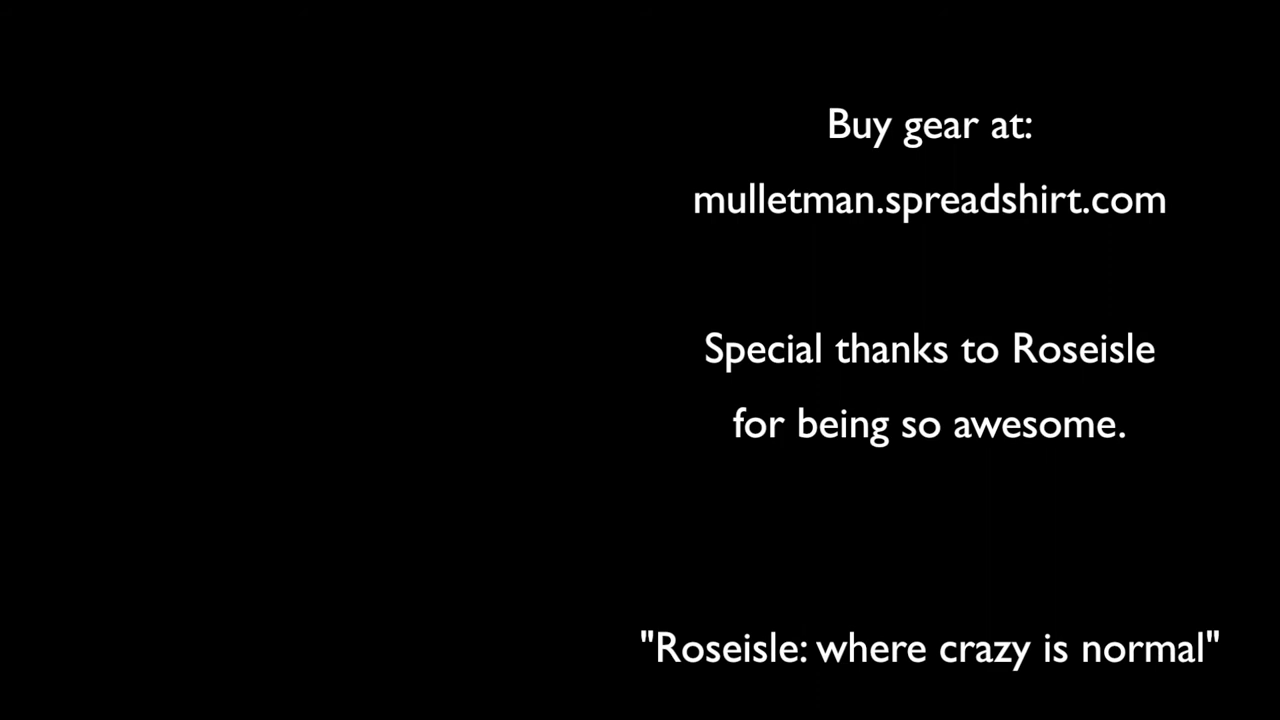 Buy gear at:
mulletman.spreadshirt.com
Special thanks to Roseisle
for being so awesome.
"Roseisle: where crazy is normal"